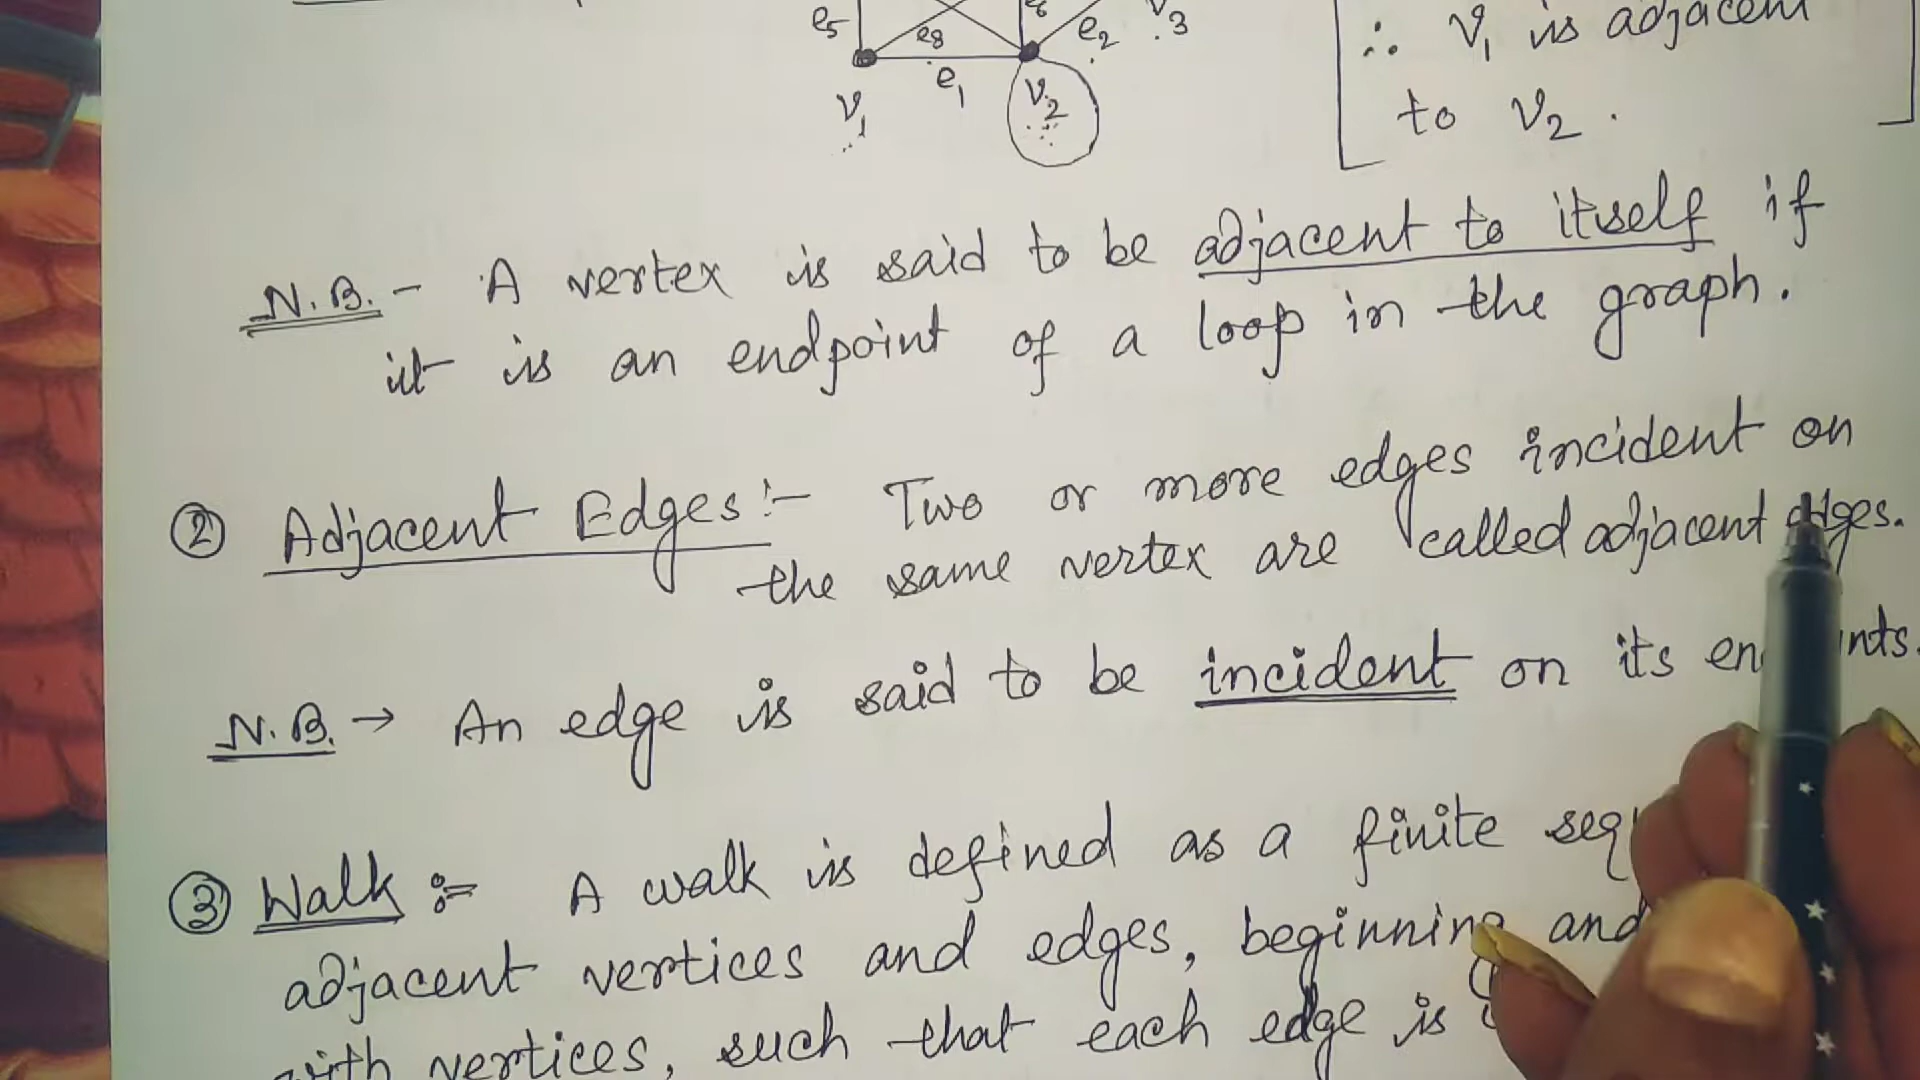 e5 e8 e2 v3
e1
v1 v2
∴ v1 is adjacent
to v2.
N.B. - A vertex is said to be adjacent to itself if
it is an endpoint of a loop in the graph.
② Adjacent Edges :- Two or more edges incident on
the same vertex are called adjacent edges.
N.B. → An edge is said to be incident on its
③ Walk :- A walk is defined as a finite
adjacent vertices and edges, beginning and
with vertices, such that each edge is